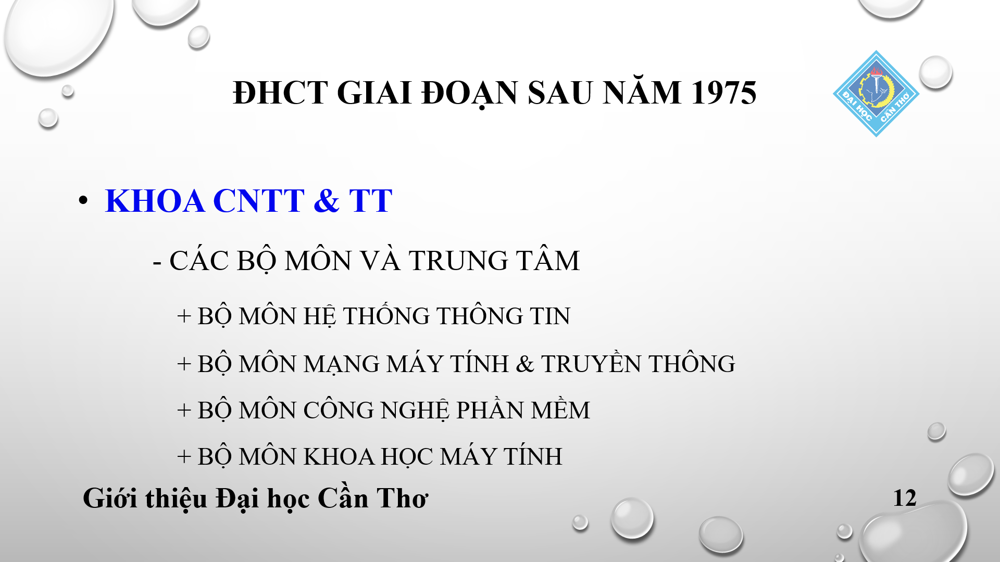 ĐHCT GIAI ĐOẠN SAU NĂM 1975
ĐẠI HỌC CẦN THƠ
• KHOA CNTT & TT
- CÁC BỘ MÔN VÀ TRUNG TÂM
+ BỘ MÔN HỆ THỐNG THÔNG TIN
+ BỘ MÔN MẠNG MÁY TÍNH & TRUYỀN THÔNG
+ BỘ MÔN CÔNG NGHỆ PHẦN MỀM
+ BỘ MÔN KHOA HỌC MÁY TÍNH
Giới thiệu Đại học Cần Thơ
12